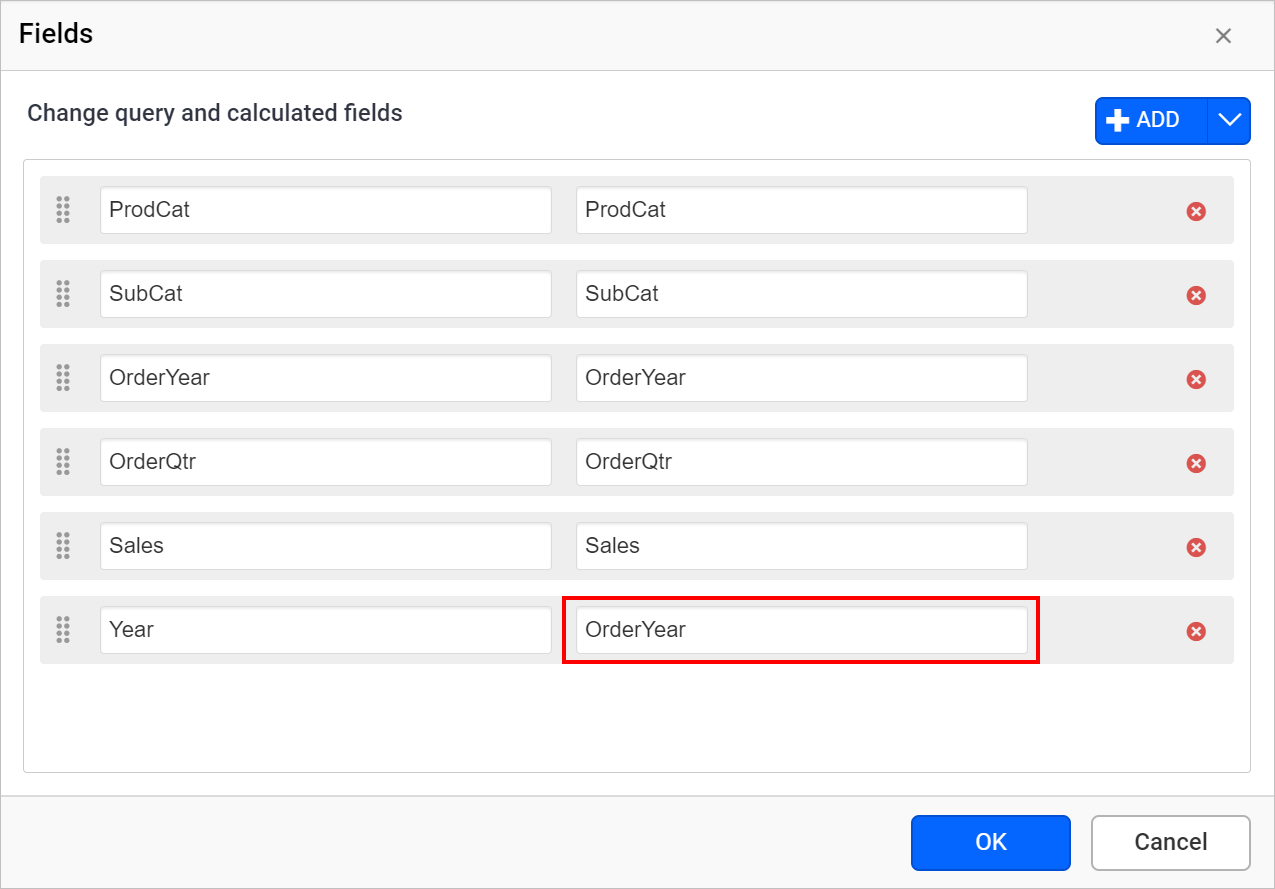 Fields
Change query and calculated fields
ADD
ProdCat ProdCat
SubCat SubCat
OrderYear OrderYear
OrderQtr OrderQtr
Sales Sales
Year OrderYear
OK Cancel